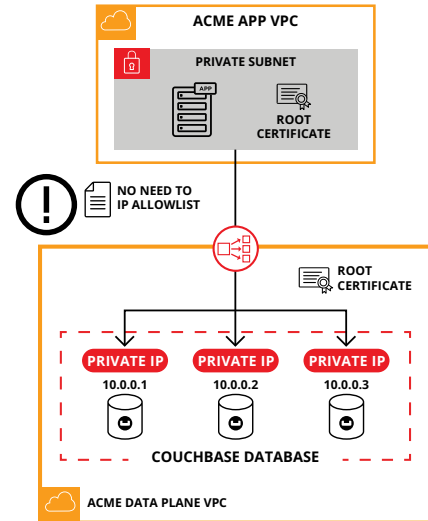 ACME APP VPC
PRIVATE SUBNET
APP
ROOT
CERTIFICATE
!
NO NEED TO
IP ALLOWLIST
ROOT
CERTIFICATE
PRIVATE IP
PRIVATE IP
PRIVATE IP
10.0.0.1
10.0.0.2
10.0.0.3
COUCHBASE DATABASE
ACME DATA PLANE VPC